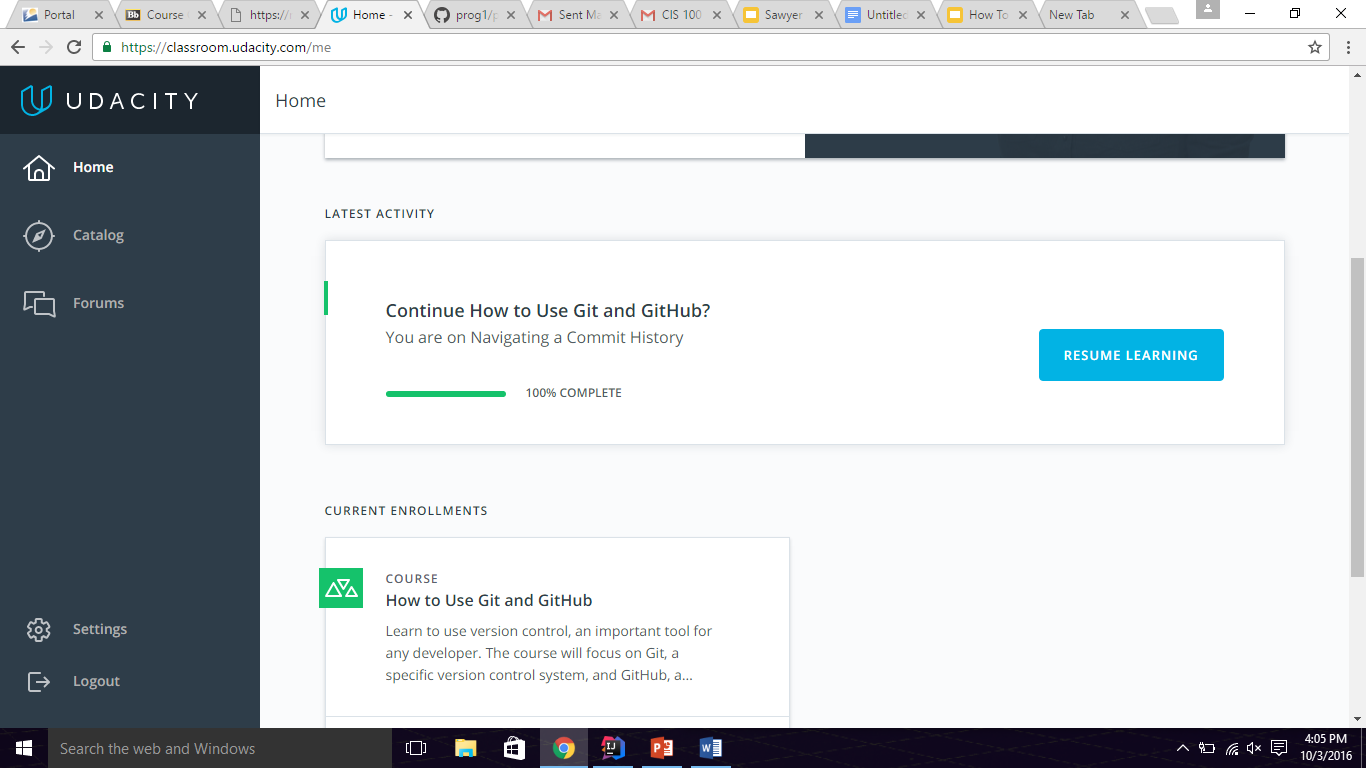 Portal
Bb Course
https://
Home -
prog1/p
Sent Ma
CIS 100
Sawyer
Untitled
How To
New Tab
https://classroom.udacity.com/me
UDACITY
Home
Home
Catalog
Forums
LATEST ACTIVITY
Continue How to Use Git and GitHub?
You are on Navigating a Commit History
RESUME LEARNING
100% COMPLETE
CURRENT ENROLLMENTS
COURSE
How to Use Git and GitHub
Learn to use version control, an important tool for
any developer. The course will focus on Git, a
specific version control system, and GitHub, a...
Settings
Logout
Search the web and Windows
4:05 PM
10/3/2016